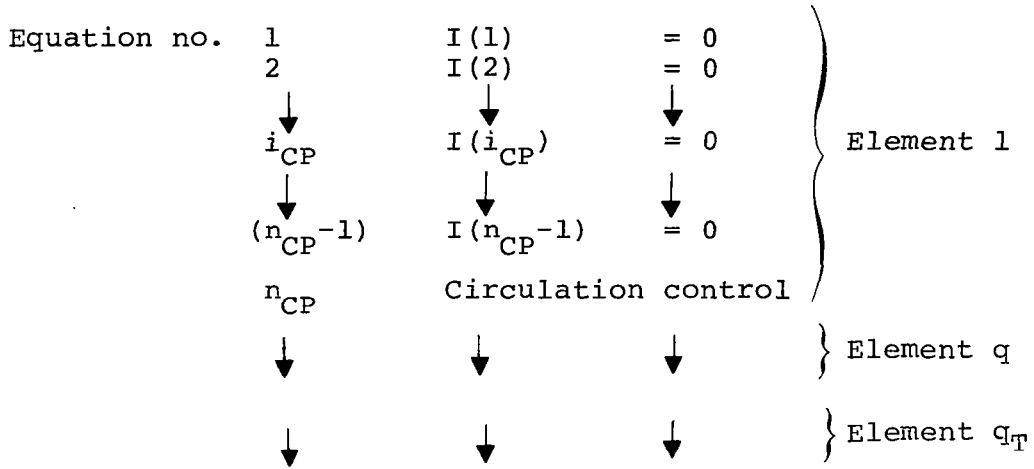 Equation no. 1 I(1) = 0
2 I(2) = 0
i_CP I(i_CP) = 0 Element 1
(n_CP-1) I(n_CP-1) = 0
n_CP Circulation control
Element q
Element q_T